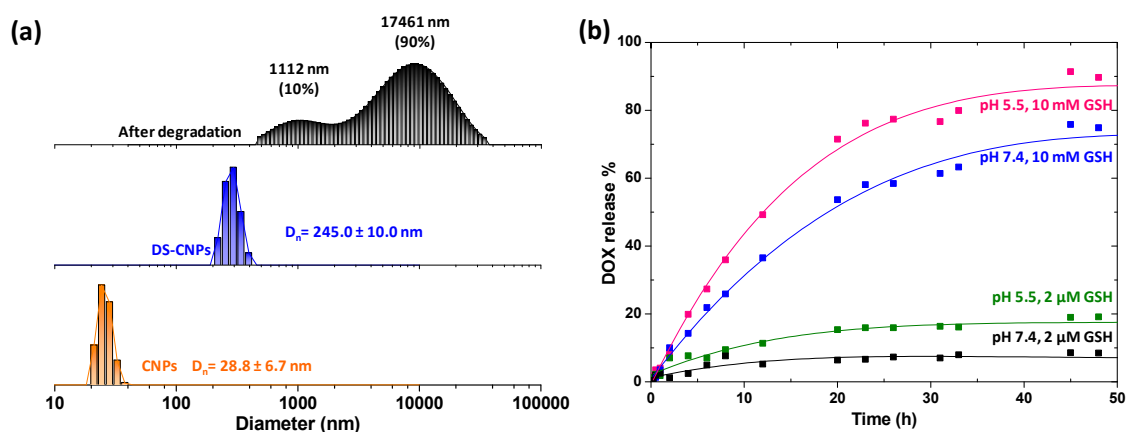 (a)
17461 nm
(90%)
1112 nm
(10%)
After degradation
Dn= 245.0 ± 10.0 nm
DS-CNPs
CNPs Dn= 28.8 ± 6.7 nm
10 100 1000 10000 100000
Diameter (nm)
(b)
100
80
60
40
20
0
DOX release %
pH 5.5, 10 mM GSH
pH 7.4, 10 mM GSH
pH 5.5, 2 µM GSH
pH 7.4, 2 µM GSH
0 10 20 30 40 50
Time (h)